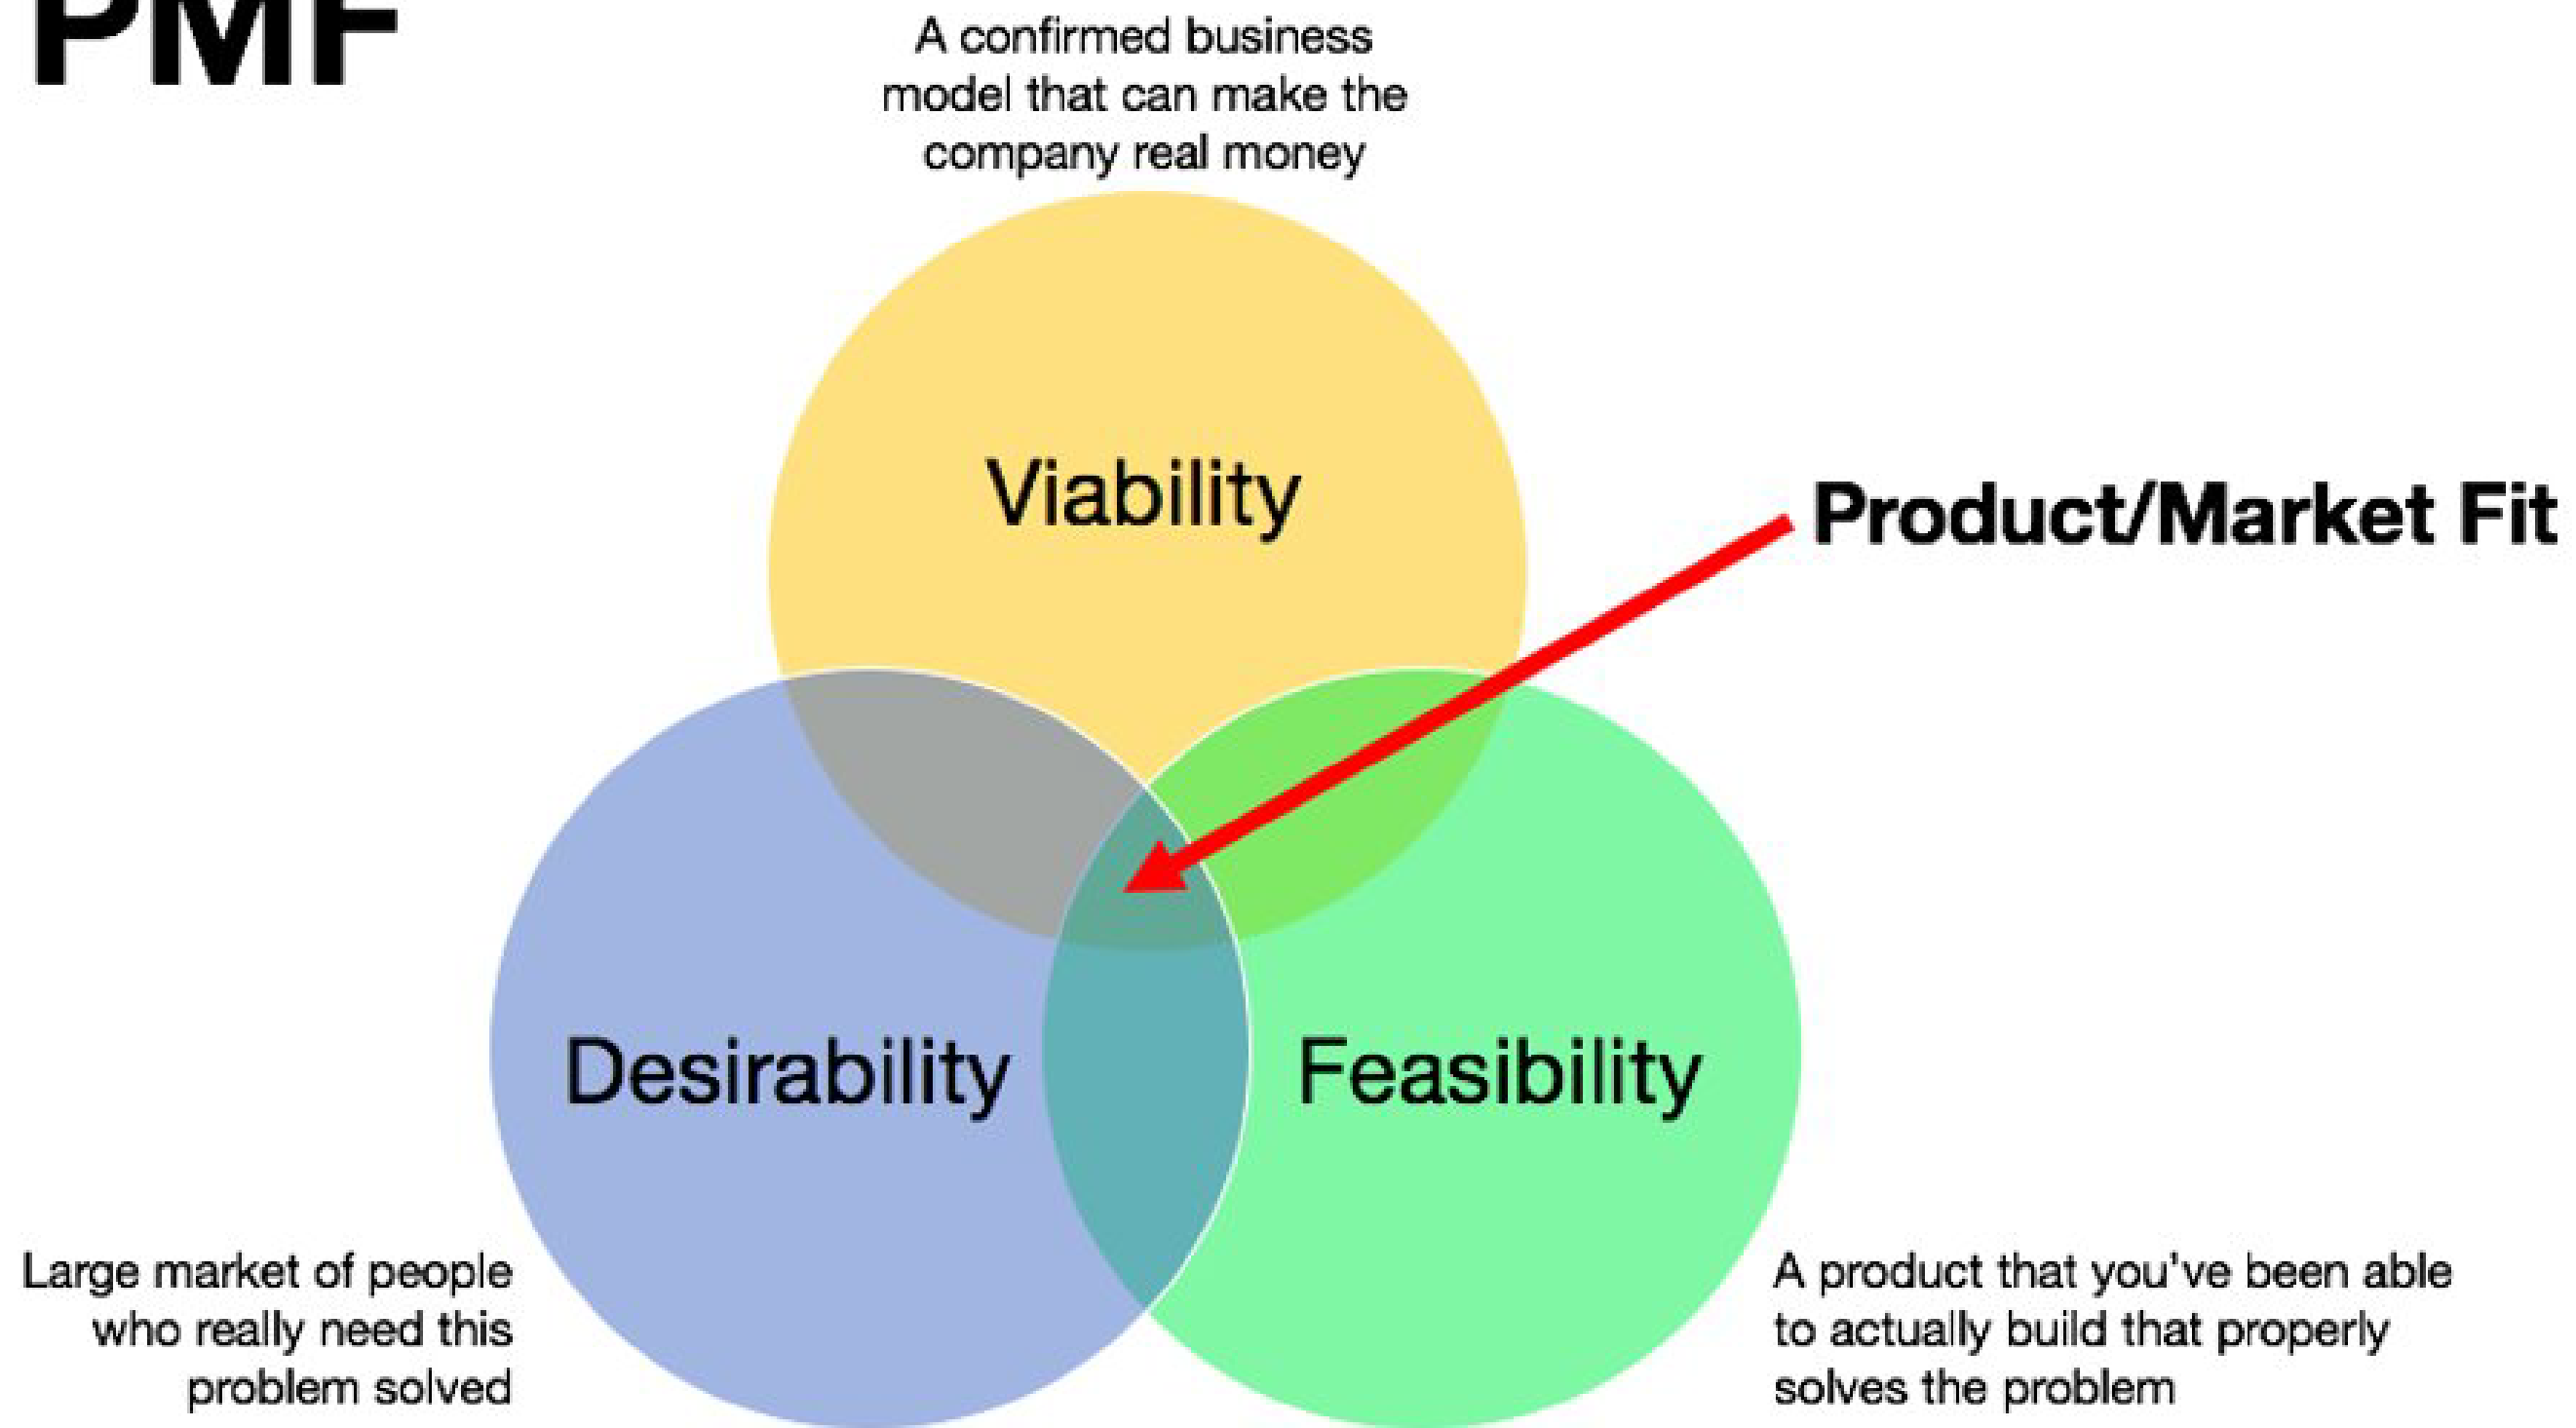 PMF
A confirmed business
model that can make the
company real money
Viability
Product/Market Fit
Desirability
Feasibility
Large market of people
who really need this
problem solved
A product that you've been able
to actually build that properly
solves the problem